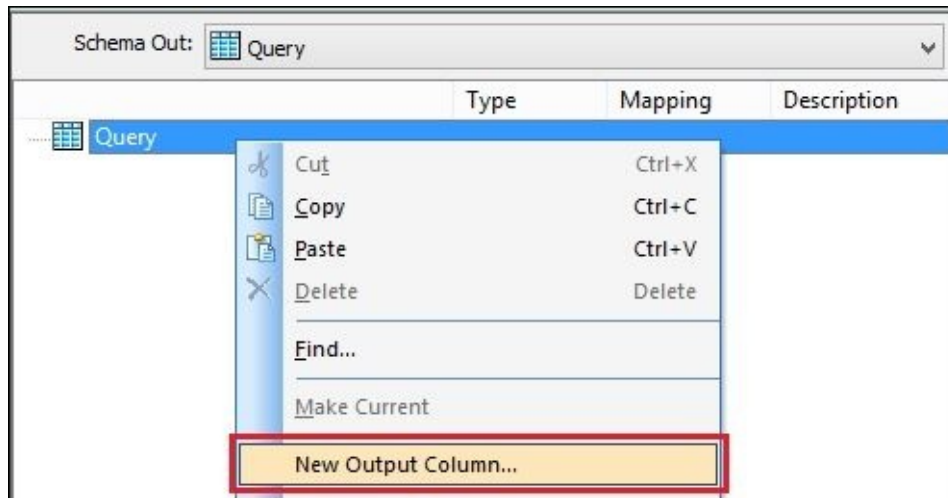 Schema Out: Query
Type Mapping Description
Query
Cut Ctrl+X
Copy Ctrl+C
Paste Ctrl+V
Delete Delete
Find...
Make Current
New Output Column...